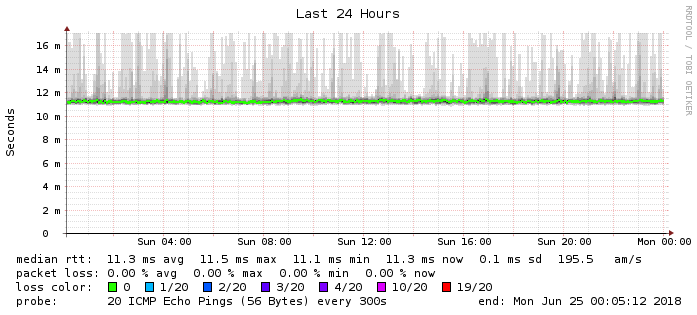 Last 24 Hours
RRDTOOL / TOBI OETIKER
Seconds
16 m
14 m
12 m
10 m
8 m
6 m
4 m
2 m
0
Sun 04:00 Sun 08:00 Sun 12:00 Sun 16:00 Sun 20:00 Mon 00:00
median rtt: 11.3 ms avg 11.5 ms max 11.1 ms min 11.3 ms now 0.1 ms sd 195.5 am/s
packet loss: 0.00 % avg 0.00 % max 0.00 % min 0.00 % now
loss color: 0 1/20 2/20 3/20 4/20 10/20 19/20
probe: 20 ICMP Echo Pings (56 Bytes) every 300s end: Mon Jun 25 00:05:12 2018